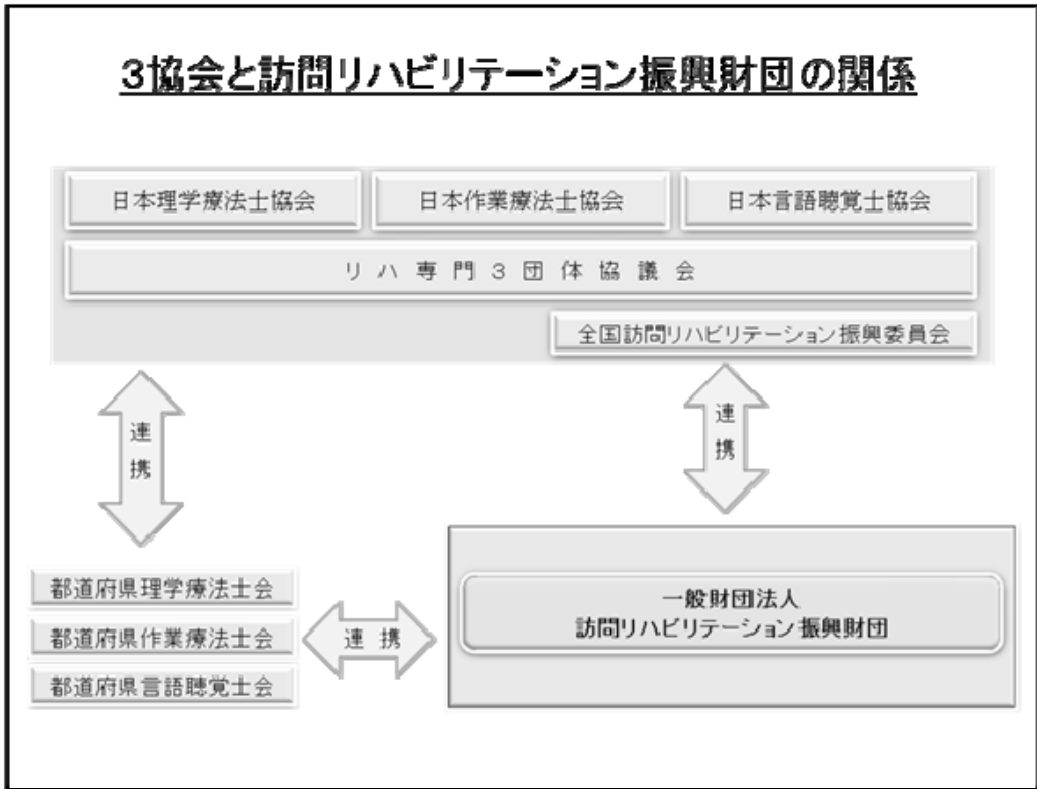 3協会と訪問リハビリテーション振興財団の関係
日本理学療法士協会
日本作業療法士協会
日本言語聴覚士協会
リハ専門3団体協議会
全国訪問リハビリテーション振興委員会
連携
連携
都道府県理学療法士会
都道府県作業療法士会
都道府県言語聴覚士会
連携
一般財団法人
訪問リハビリテーション振興財団